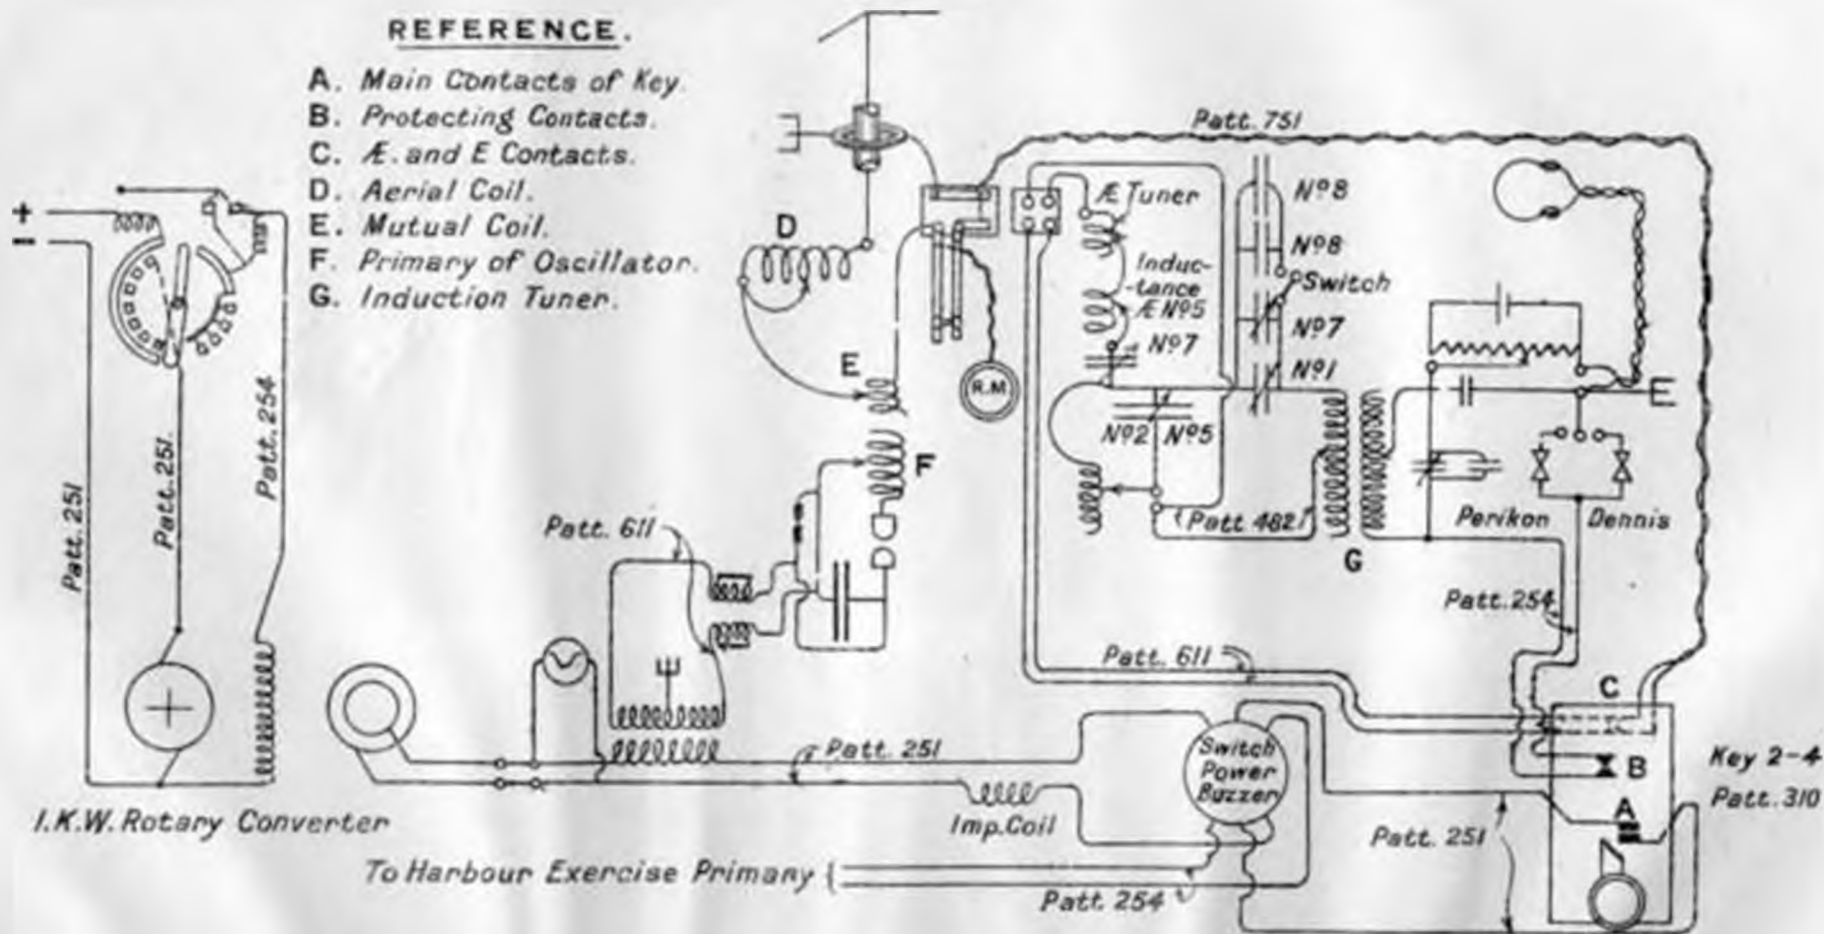 REFERENCE.
A. Main Contacts of Key.
B. Protecting Contacts.
C. Æ. and E Contacts.
D. Aerial Coil.
E. Mutual Coil.
F. Primary of Oscillator.
G. Induction Tuner.
+
-
Patt. 251
Patt. 251.
Patt. 254
1.K.W. Rotary Converter
D
E
F
R.M
Patt. 611
Patt. 751
Æ Tuner
Induc-
-tance
Æ Nº5
Nº7
Nº8
Nº8
Switch
Nº7
Nº1
Nº2 Nº5
Patt 482
G
E
Perikon Dennis
Patt. 254
Patt. 611
C
B
A
Key 2-4
Patt. 310
Switch
Power
Buzzer
Patt. 251
Imp. Coil
Patt. 251
To Harbour Exercise Primary {
Patt. 254